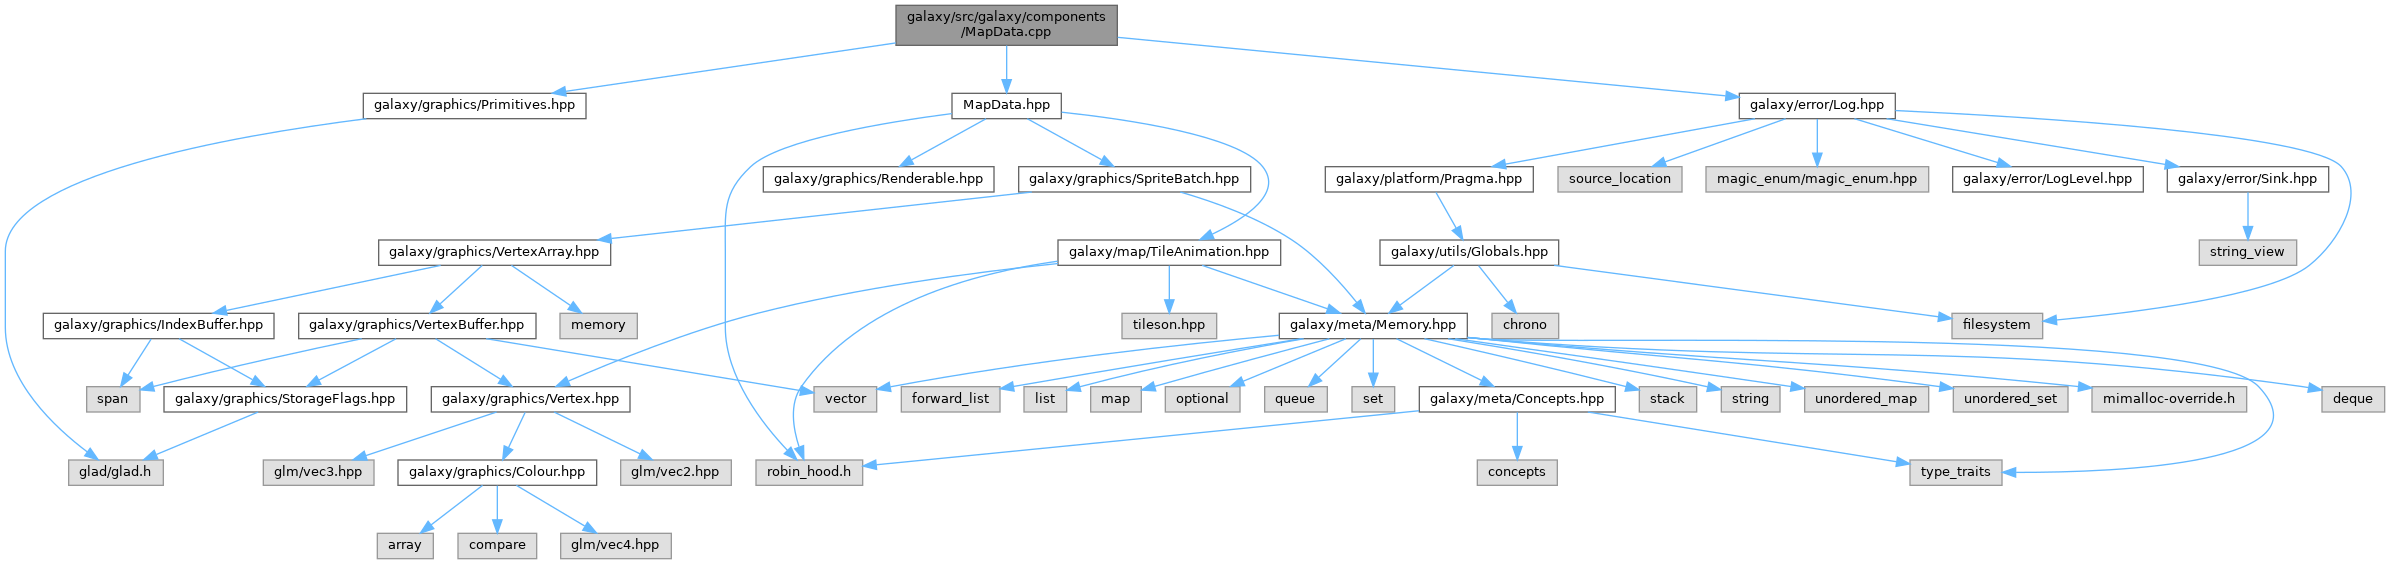 galaxy/src/galaxy/components
/MapData.cpp
galaxy/graphics/Primitives.hpp
MapData.hpp
galaxy/error/Log.hpp
galaxy/graphics/Renderable.hpp
galaxy/graphics/SpriteBatch.hpp
galaxy/platform/Pragma.hpp
source_location
magic_enum/magic_enum.hpp
galaxy/error/LogLevel.hpp
galaxy/error/Sink.hpp
galaxy/graphics/VertexArray.hpp
galaxy/map/TileAnimation.hpp
galaxy/utils/Globals.hpp
string_view
galaxy/graphics/IndexBuffer.hpp
galaxy/graphics/VertexBuffer.hpp
memory
tileson.hpp
galaxy/meta/Memory.hpp
chrono
filesystem
span
galaxy/graphics/StorageFlags.hpp
galaxy/graphics/Vertex.hpp
vector
forward_list
list
map
optional
queue
set
galaxy/meta/Concepts.hpp
stack
string
unordered_map
unordered_set
mimalloc-override.h
deque
glad/glad.h
glm/vec3.hpp
galaxy/graphics/Colour.hpp
glm/vec2.hpp
robin_hood.h
concepts
type_traits
array
compare
glm/vec4.hpp